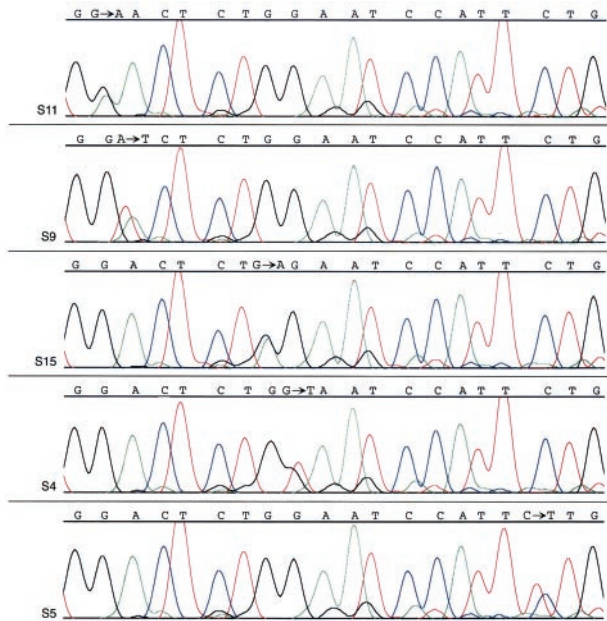 G G→A A C T C T G G A A T C C A T T C T G
S11
G G A→T C T C T G G A A T C C A T T C T G
S9
G G A C T C T G→A G A A T C C A T T C T G
S15
G G A C T C T G G→T A A T C C A T T C T G
S4
G G A C T C T G G A A T C C A T T C→T T G
S5